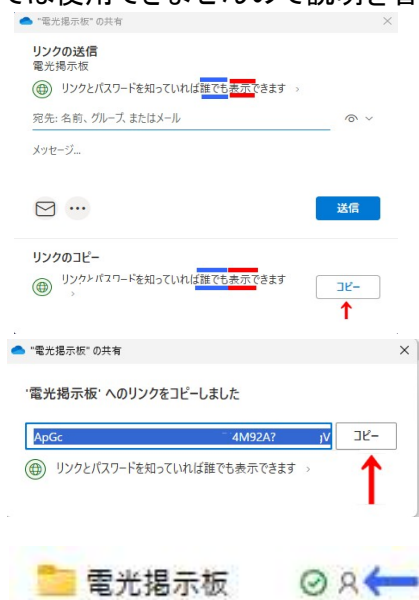 "電光掲示板" の共有
リンクの送信
電光掲示板
リンクとパスワードを知っていれば誰でも表示できます
宛先: 名前、グループ、またはメール
メッセージ...
送信
リンクのコピー
リンクとパスワードを知っていれば誰でも表示できます
コピー
"電光掲示板" の共有
'電光掲示板' へのリンクをコピーしました
ApGc 4M92A?
コピー
リンクとパスワードを知っていれば誰でも表示できます
電光掲示板